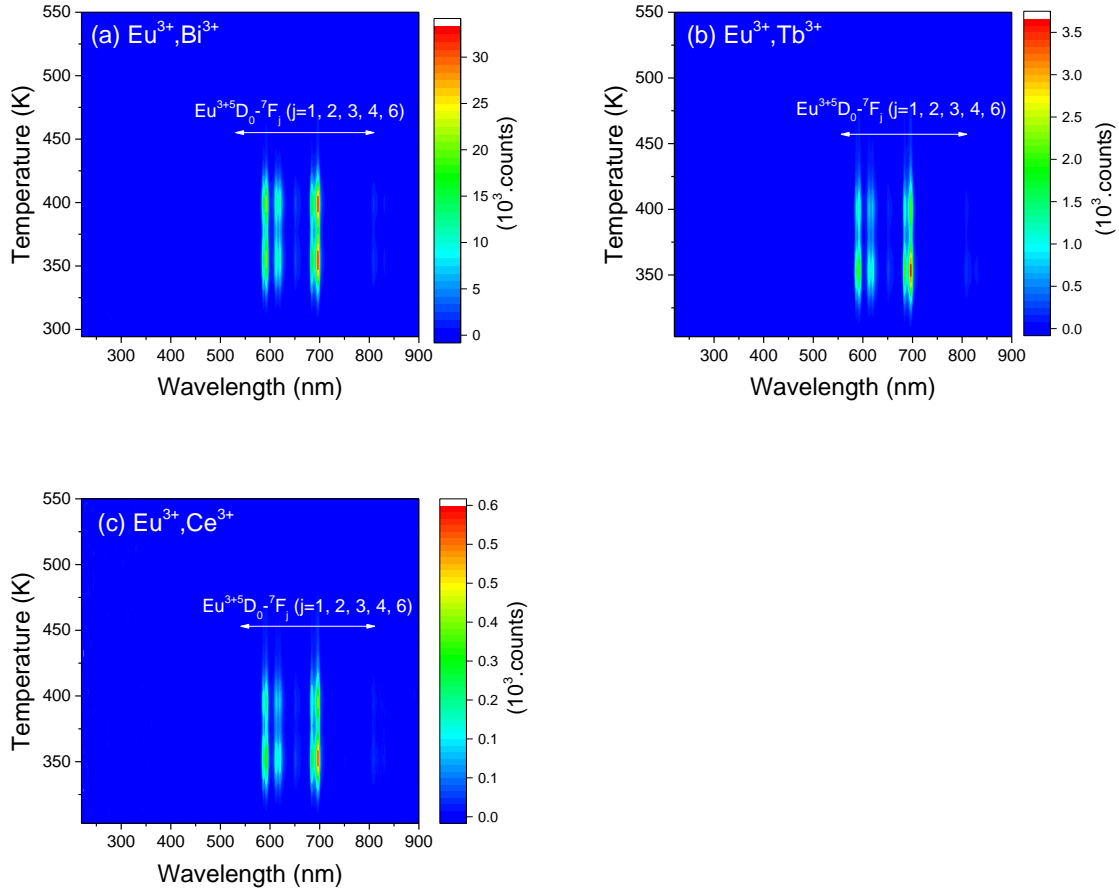 (a) Eu³⁺,Bi³⁺
Eu³⁺⁵D₀-⁷Fⱼ (j=1, 2, 3, 4, 6)
550
500
450
400
350
300
Temperature (K)
300 400 500 600 700 800 900
Wavelength (nm)
30
25
20
15
10
5
0
(10³.counts)
(b) Eu³⁺,Tb³⁺
Eu³⁺⁵D₀-⁷Fⱼ (j=1, 2, 3, 4, 6)
550
500
450
400
350
Temperature (K)
300 400 500 600 700 800 900
Wavelength (nm)
3.5
3.0
2.5
2.0
1.5
1.0
0.5
0.0
(10³.counts)
(c) Eu³⁺,Ce³⁺
Eu³⁺⁵D₀-⁷Fⱼ (j=1, 2, 3, 4, 6)
550
500
450
400
350
Temperature (K)
300 400 500 600 700 800 900
Wavelength (nm)
0.6
0.5
0.5
0.4
0.3
0.2
0.1
0.1
0.0
(10³.counts)